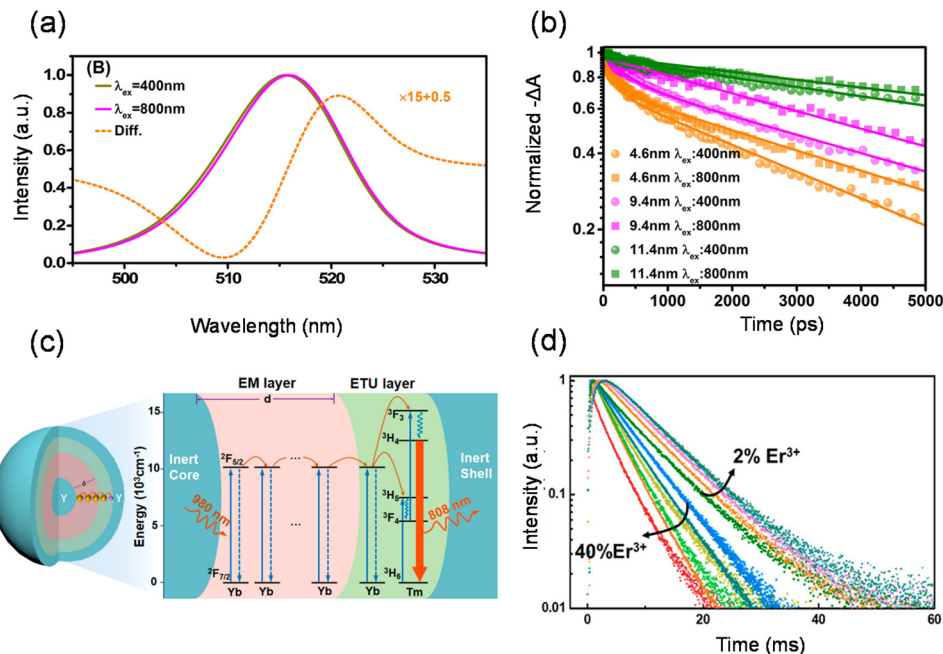 (a)
(B)
λex=400nm
λex=800nm
Diff.
×15+0.5
Intensity (a.u.)
1.0
0.8
0.6
0.4
0.2
0.0
500
510
520
530
Wavelength (nm)
(b)
Normalized -ΔΔA
1
0.8
0.6
0.4
0.2
4.6nm λex:400nm
4.6nm λex:800nm
9.4nm λex:400nm
9.4nm λex:800nm
11.4nm λex:400nm
11.4nm λex:800nm
0
1000
2000
3000
4000
5000
Time (ps)
(c)
EM layer
ETU layer
d
Inert
Core
Inert
Shell
Energy (10³cm⁻¹)
15
10
5
0
²F5/2
²F7/2
...
...
980 nm
808 nm
³F3
³H4
³H5
³F4
³H6
Yb
Yb
Yb
Yb
Tm
d
Y
Y
(d)
Intensity (a.u.)
1
0.1
0.01
2% Er³⁺
40%Er³⁺
0
20
40
60
Time (ms)